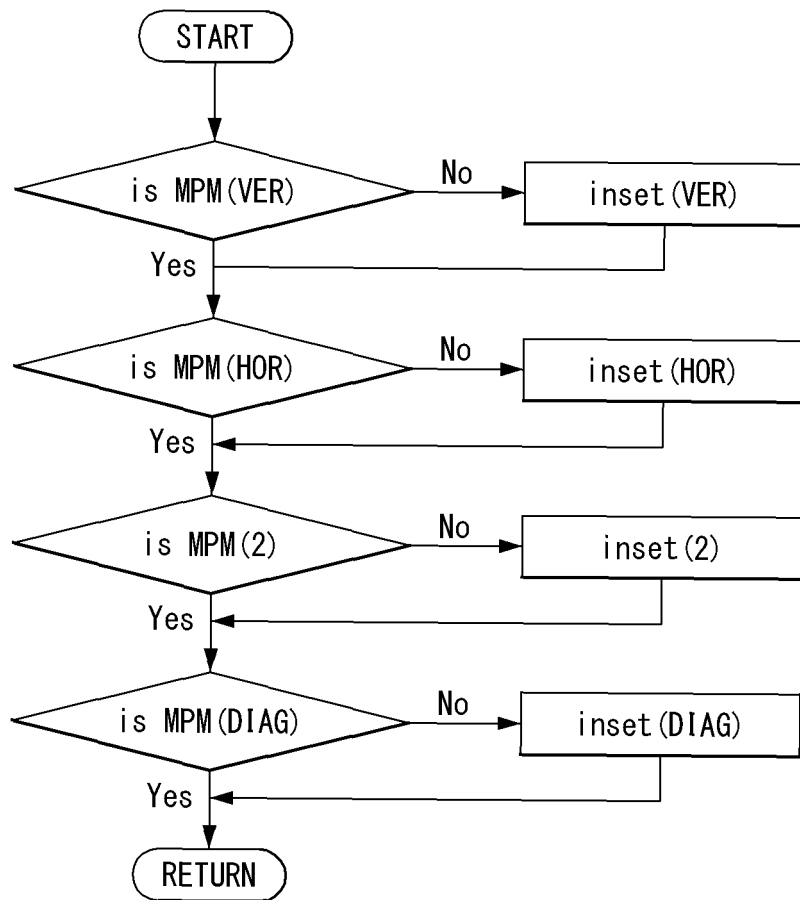 START
is MPM(VER)
No
inset(VER)
Yes
is MPM(HOR)
No
inset(HOR)
Yes
is MPM(2)
No
inset(2)
Yes
is MPM(DIAG)
No
inset(DIAG)
Yes
RETURN